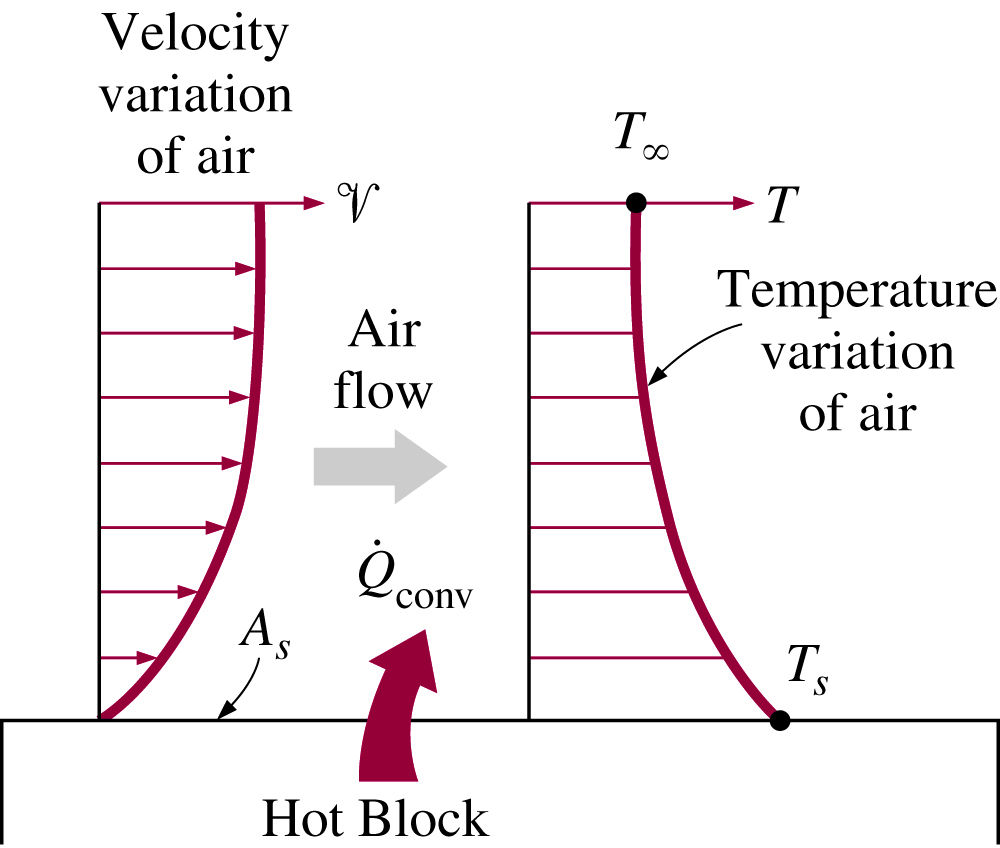 Velocity
variation
of air
T∞
𝒱
T
Temperature
variation
of air
Air
flow
Q̇conv
As
Ts
Hot Block